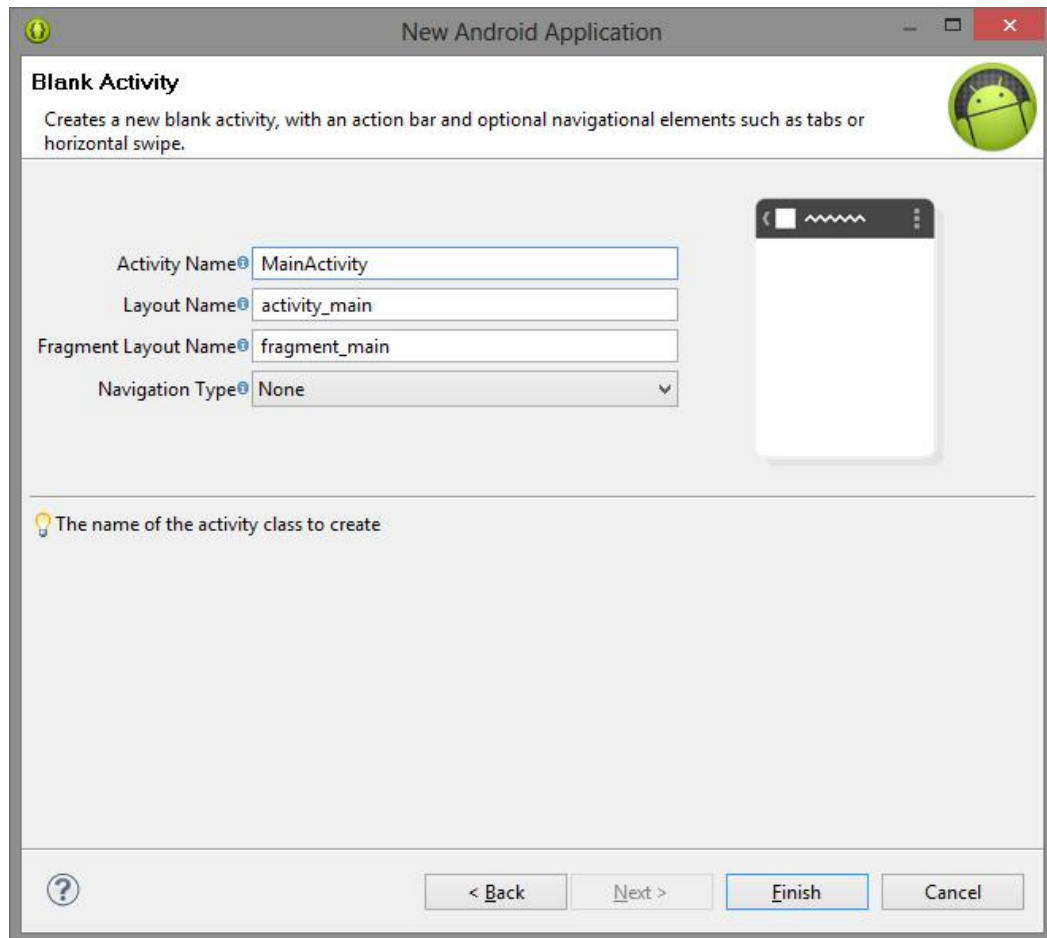 New Android Application
Blank Activity
Creates a new blank activity, with an action bar and optional navigational elements such as tabs or
horizontal swipe.
Activity Name MainActivity
Layout Name activity_main
Fragment Layout Name fragment_main
Navigation Type None
The name of the activity class to create
? < Back Next > Finish Cancel